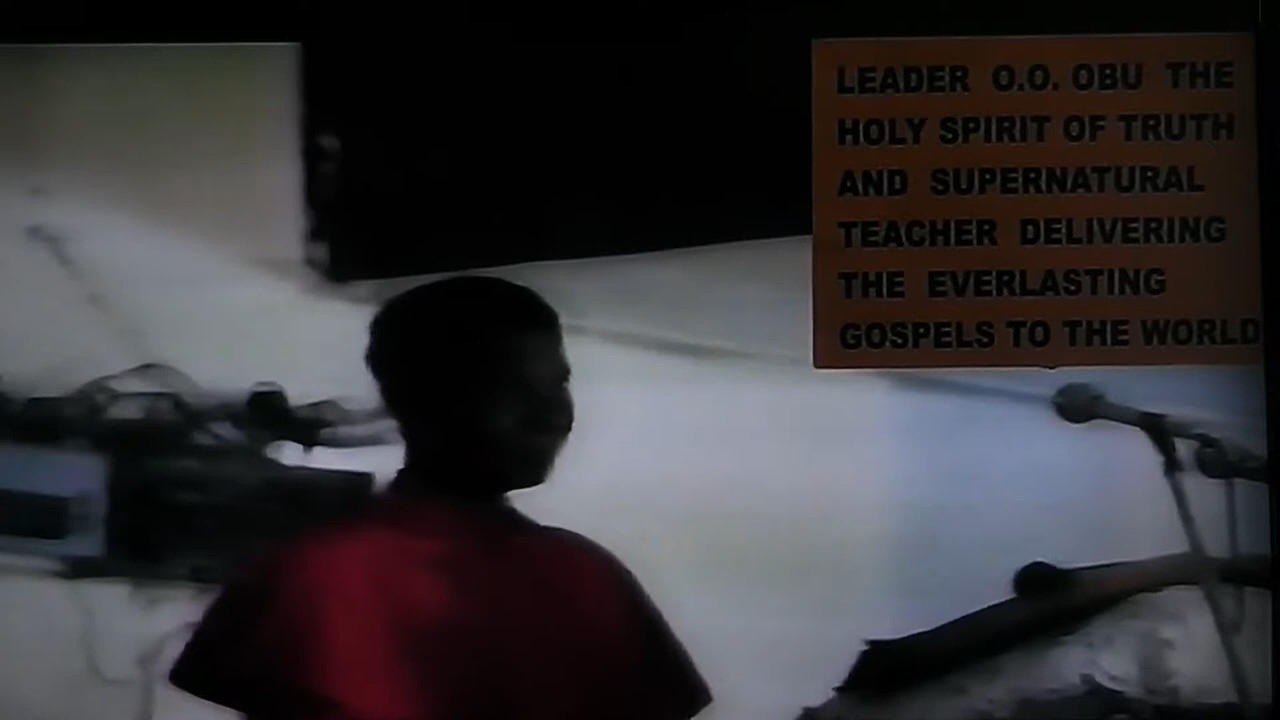 LEADER O.O. OBU THE
HOLY SPIRIT OF TRUTH
AND SUPERNATURAL
TEACHER DELIVERING
THE EVERLASTING
GOSPELS TO THE WORLD